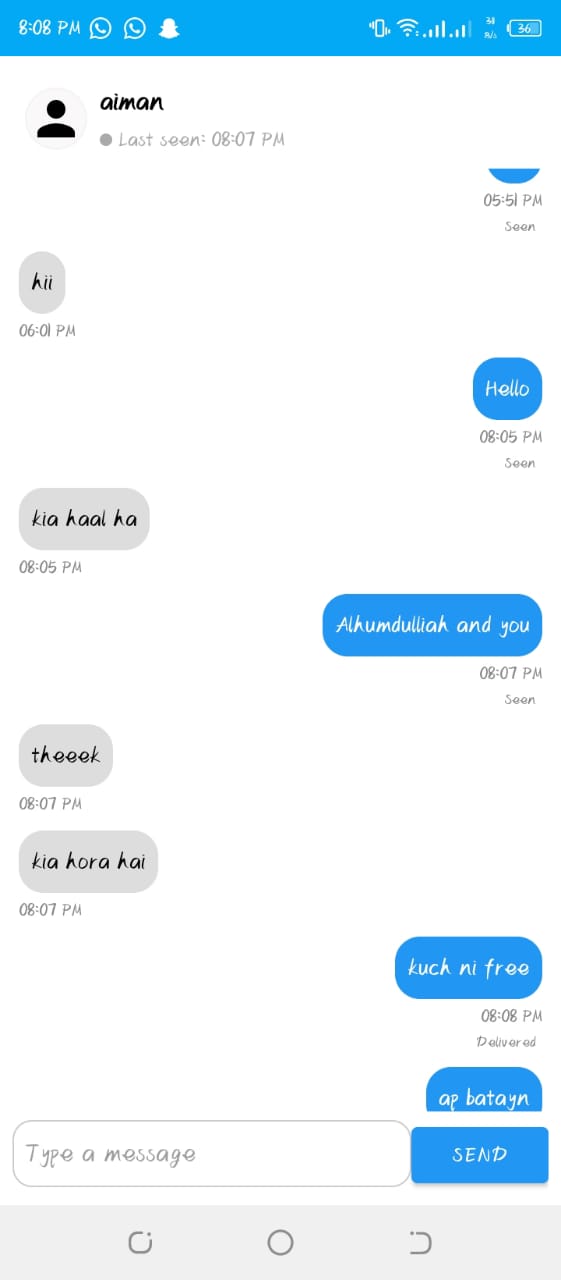 8:08 PM
31
B/s
36
aiman
Last seen: 08:07 PM
05:51 PM
Seen
hii
06:01 PM
Hello
08:05 PM
Seen
kia haal ha
08:05 PM
Alhumdulliah and you
08:07 PM
Seen
theeek
08:07 PM
kia hora hai
08:07 PM
kuch ni free
08:08 PM
Delivered
ap batayn
Type a message
SEND